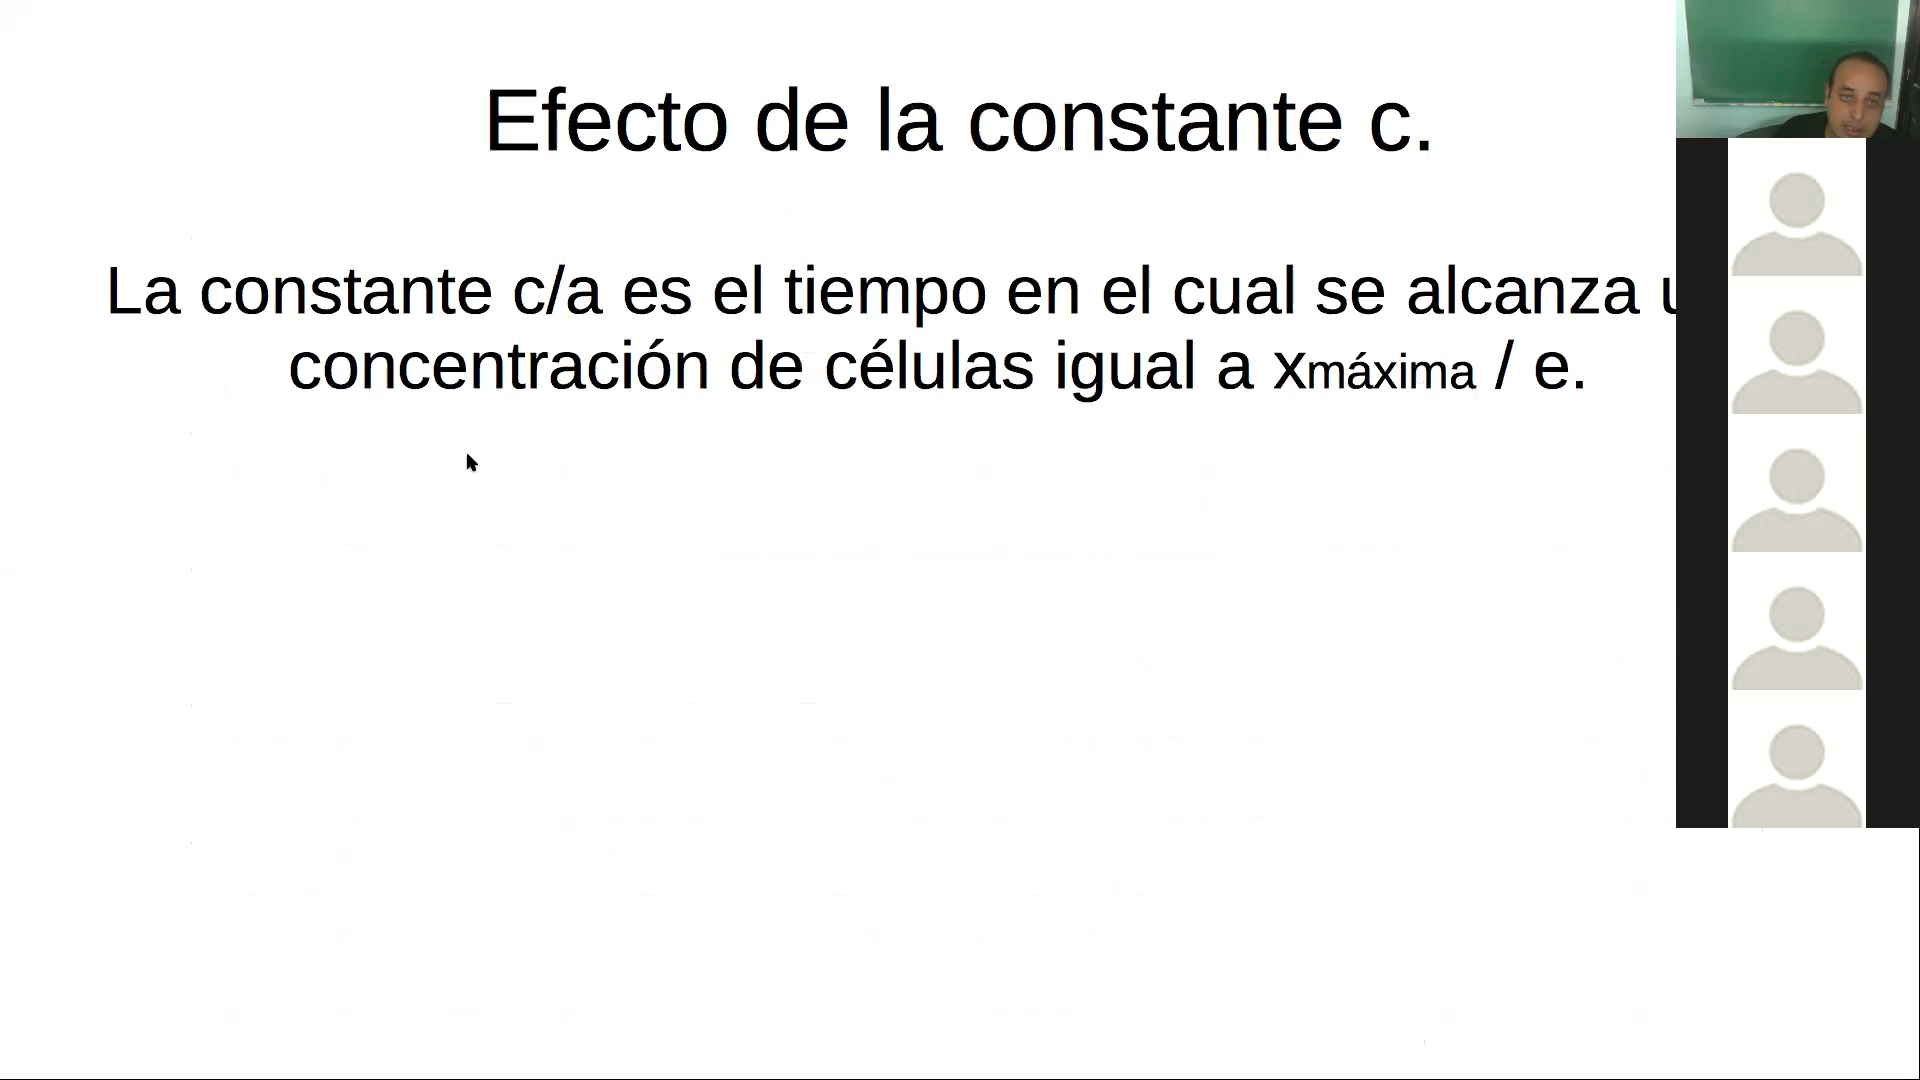 Efecto de la constante c.
La constante c/a es el tiempo en el cual se alcanza
concentración de células igual a xmáxima / e.